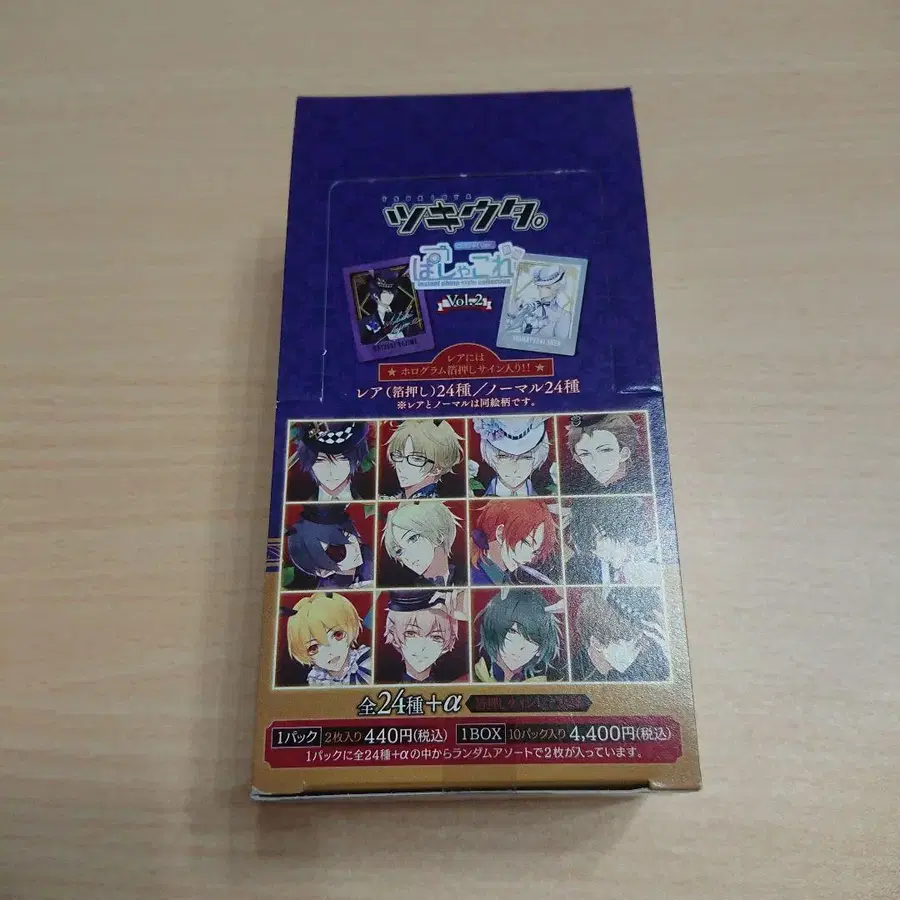 TSUKIUTA
ツキウタ。
ぱしゃこれ
instant photo style collection
Vol.2
レアには
★ ホログラム箔押しサイン入り!! ★
レア(箔押し)24種/ノーマル24種
※レアとノーマルは同絵柄です。
全24種+α
1パック 2枚入り 440円(税込) 1BOX 10パック入り 4,400円(税込)
1パックに全24種+αの中からランダムアソートで2枚が入っています。